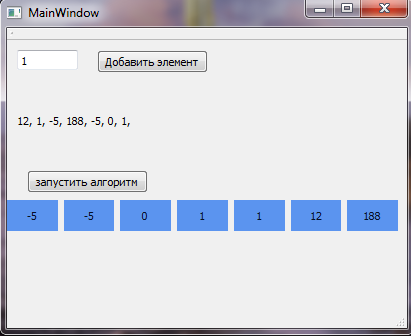 MainWindow
1 Добавить элемент
12, 1, -5, 188, -5, 0, 1,
запустить алгоритм
-5 -5 0 1 1 12 188